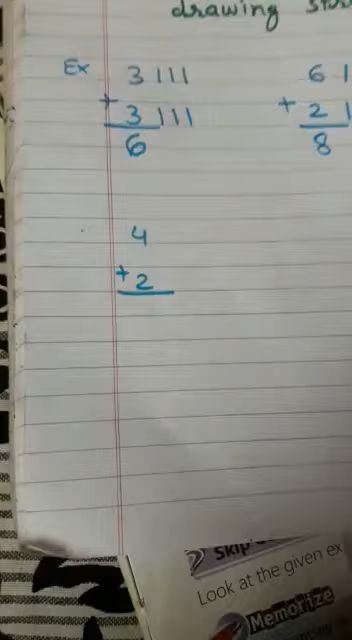 drawing
Ex 3 111 6 1
+ 3 111 + 2 1
6 8
4
+ 2
Look at the given ex
Memorize